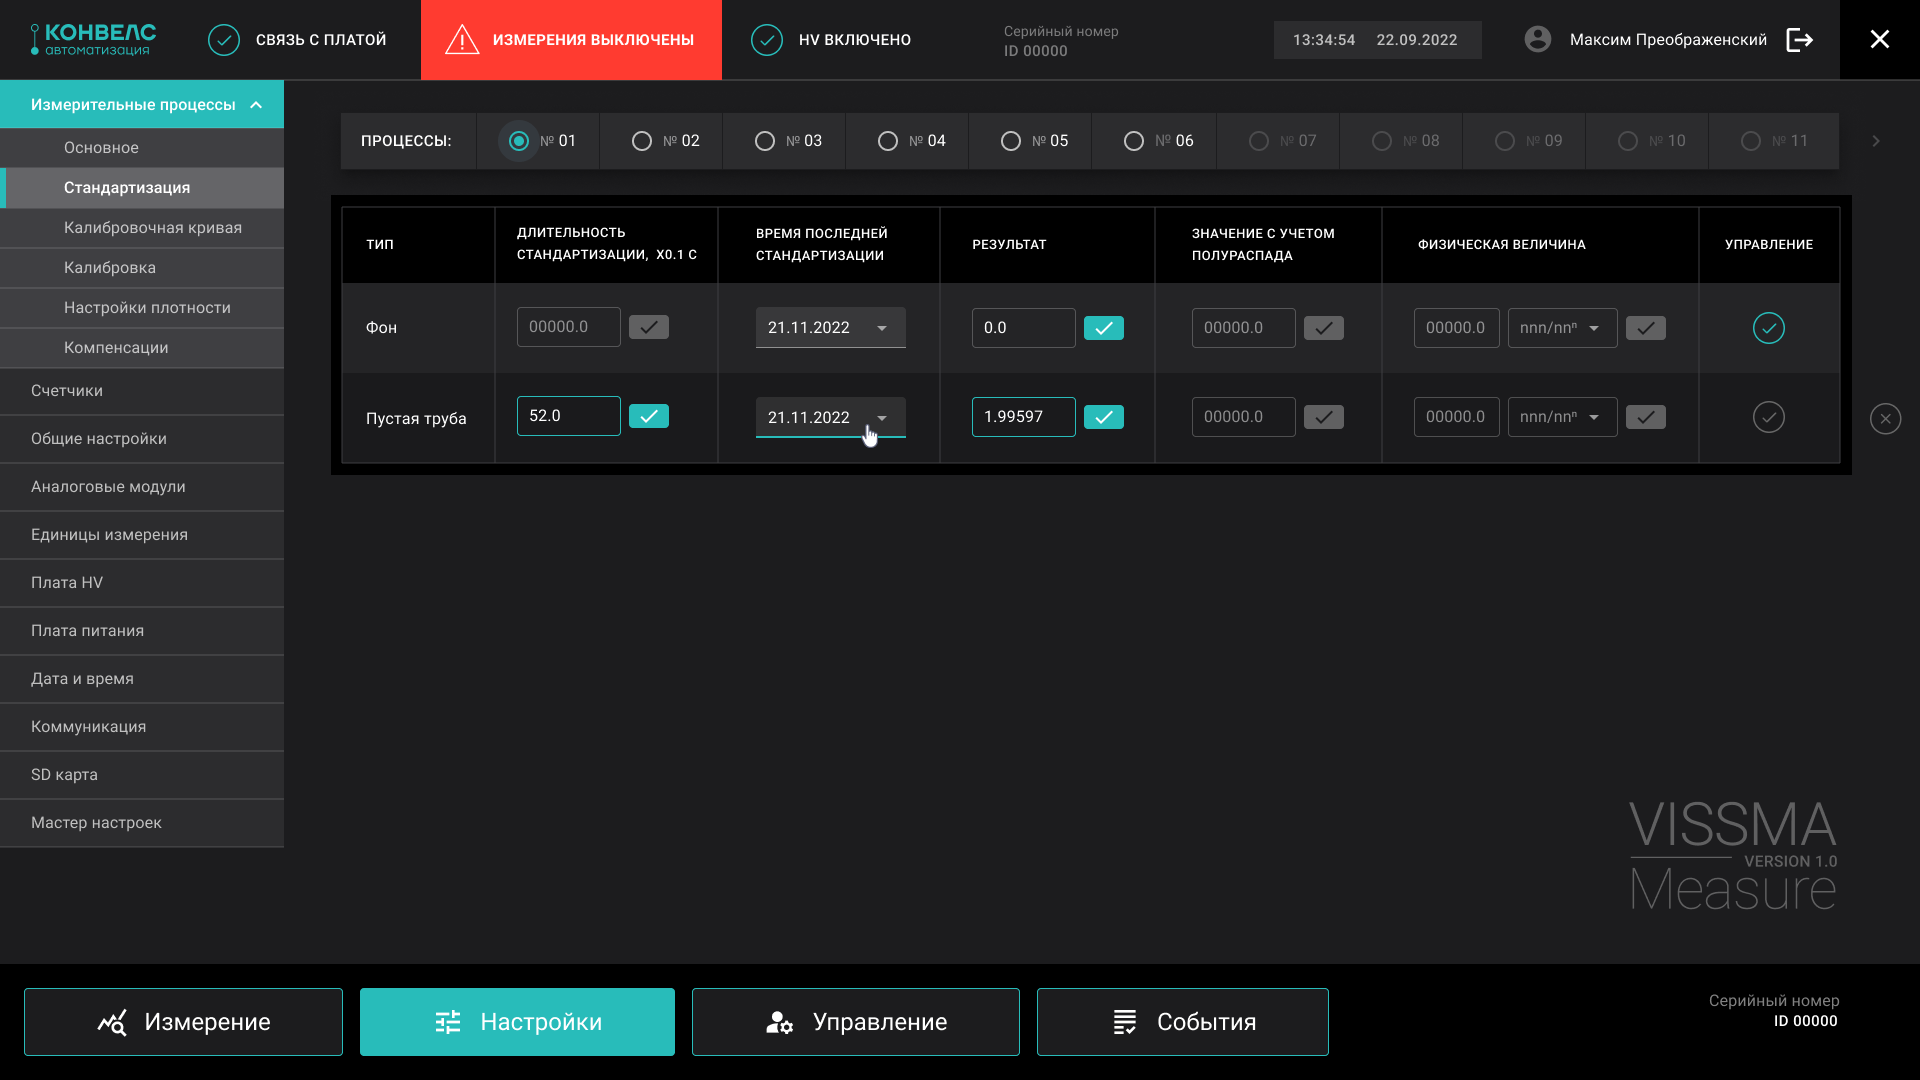 КОНВЕЛС
автоматизация
СВЯЗЬ С ПЛАТОЙ
ИЗМЕРЕНИЯ ВЫКЛЮЧЕНЫ
HV ВКЛЮЧЕНО
Серийный номер
ID 00000
13:34:54 22.09.2022
Максим Преображенский
Измерительные процессы
Основное
Стандартизация
Калибровочная кривая
Калибровка
Настройки плотности
Компенсации
Счетчики
Общие настройки
Аналоговые модули
Единицы измерения
Плата HV
Плата питания
Дата и время
Коммуникация
SD карта
Мастер настроек
ПРОЦЕССЫ: № 01 № 02 № 03 № 04 № 05 № 06 № 07 № 08 № 09 № 10 № 11
ТИП
ДЛИТЕЛЬНОСТЬ
СТАНДАРТИЗАЦИИ, X0.1 С
ВРЕМЯ ПОСЛЕДНЕЙ
СТАНДАРТИЗАЦИИ
РЕЗУЛЬТАТ
ЗНАЧЕНИЕ С УЧЕТОМ
ПОЛУРАСПАДА
ФИЗИЧЕСКАЯ ВЕЛИЧИНА
УПРАВЛЕНИЕ
Фон 00000.0 21.11.2022 0.0 00000.0 00000.0 nnn/nnⁿ
Пустая труба 52.0 21.11.2022 1.99597 00000.0 00000.0 nnn/nnⁿ
VISSMA
VERSION 1.0
Measure
Измерение
Настройки
Управление
События
Серийный номер
ID 00000